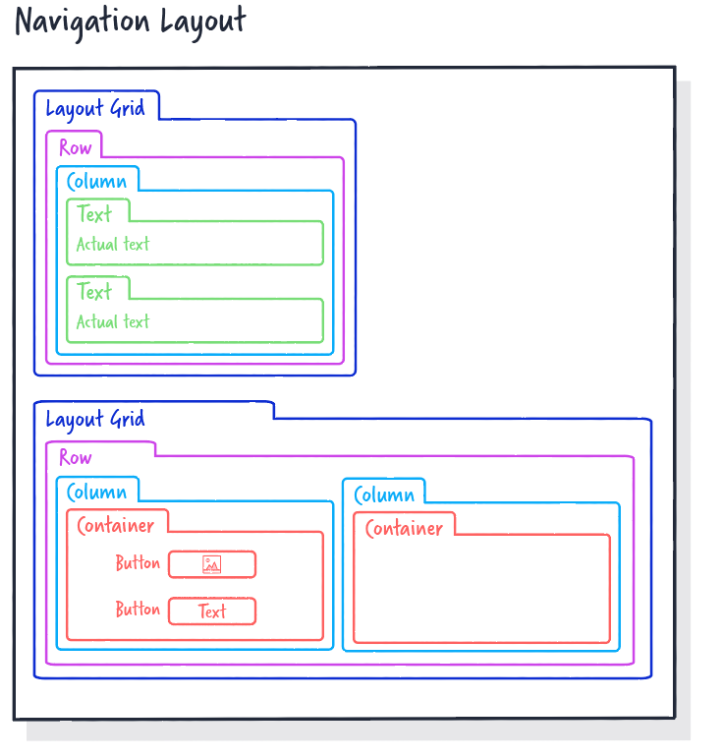 Navigation Layout
Layout Grid
Row
Column
Text
Actual text
Text
Actual text
Layout Grid
Row
Column
Container
Button
Button Text
Column
Container